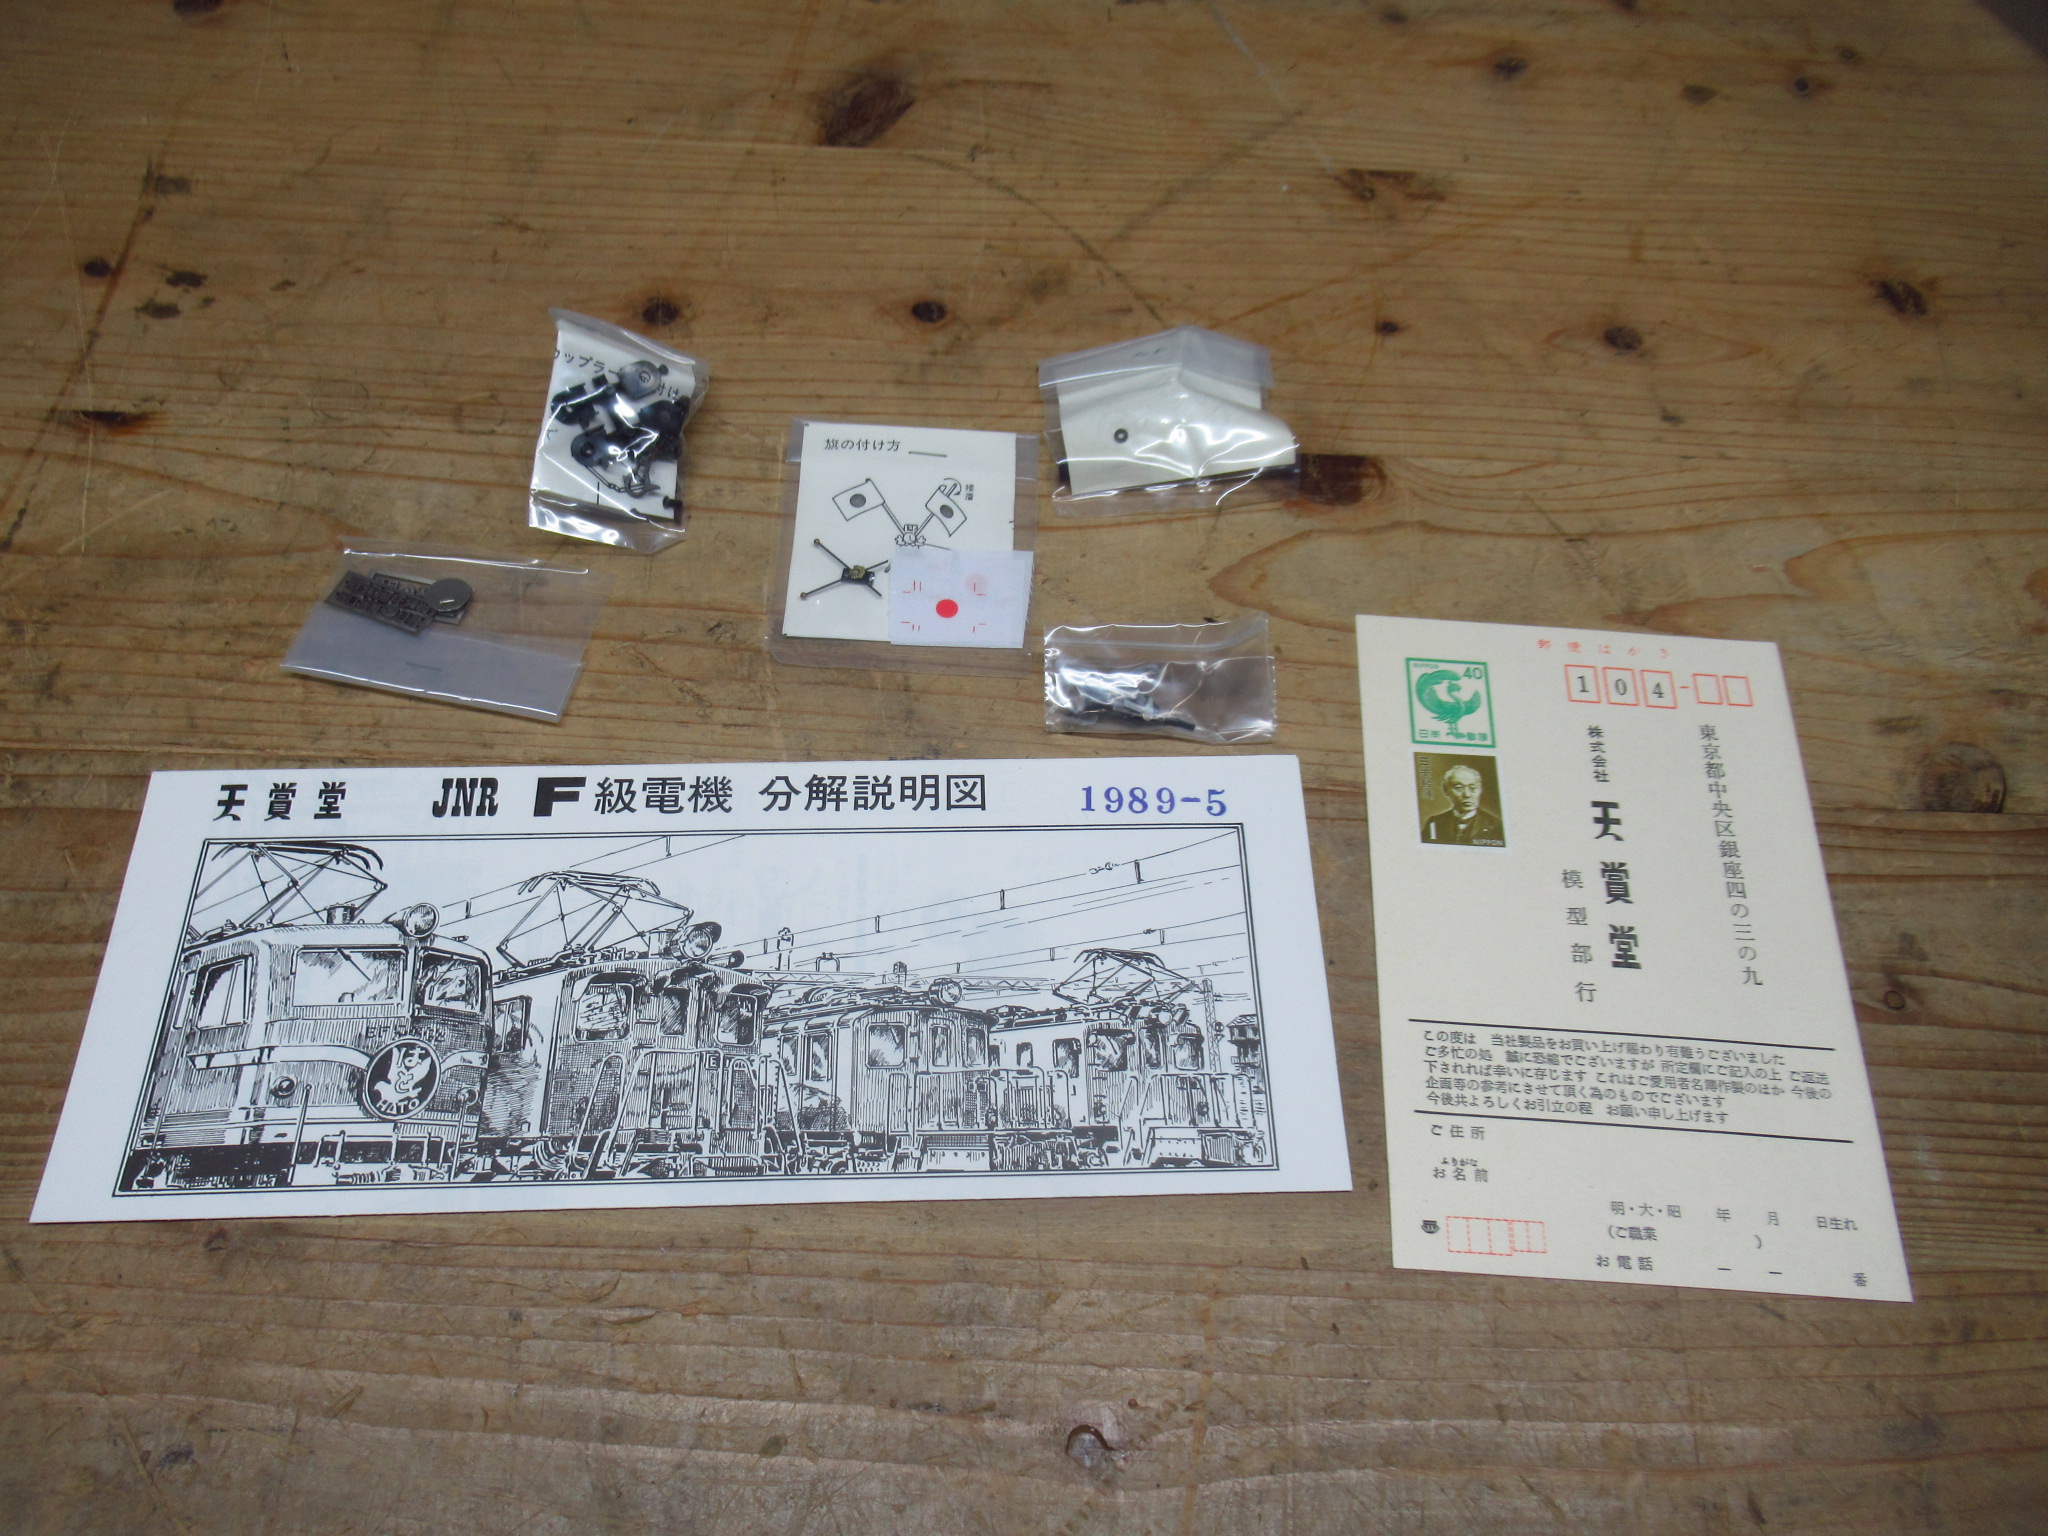 カップラー
付け
旗の付け方
天賞堂 JNR F級電機 分解説明図 1989-5
はと
HATO
郵便はがき
NIPPON
40
日本郵便
104-
NIPPON
東京都中央区銀座四の三の九
株式会社 天賞堂
模型部行
この度は 当社製品をお買い上げ賜わり有難うございました
ご多忙の処 誠に恐縮でございますが 所定欄にご記入の上 ご返送
下されれば幸いに存じます これはご愛用者名簿作製のほか 今後の
企画等の参考にさせて頂く為のものでございます
今後共よろしくお引立の程 お願い申し上げます
ご住所
ふりがな
お名前
明・大・昭 年 月 日生れ
(ご職業 )
お電話 ー ー 番